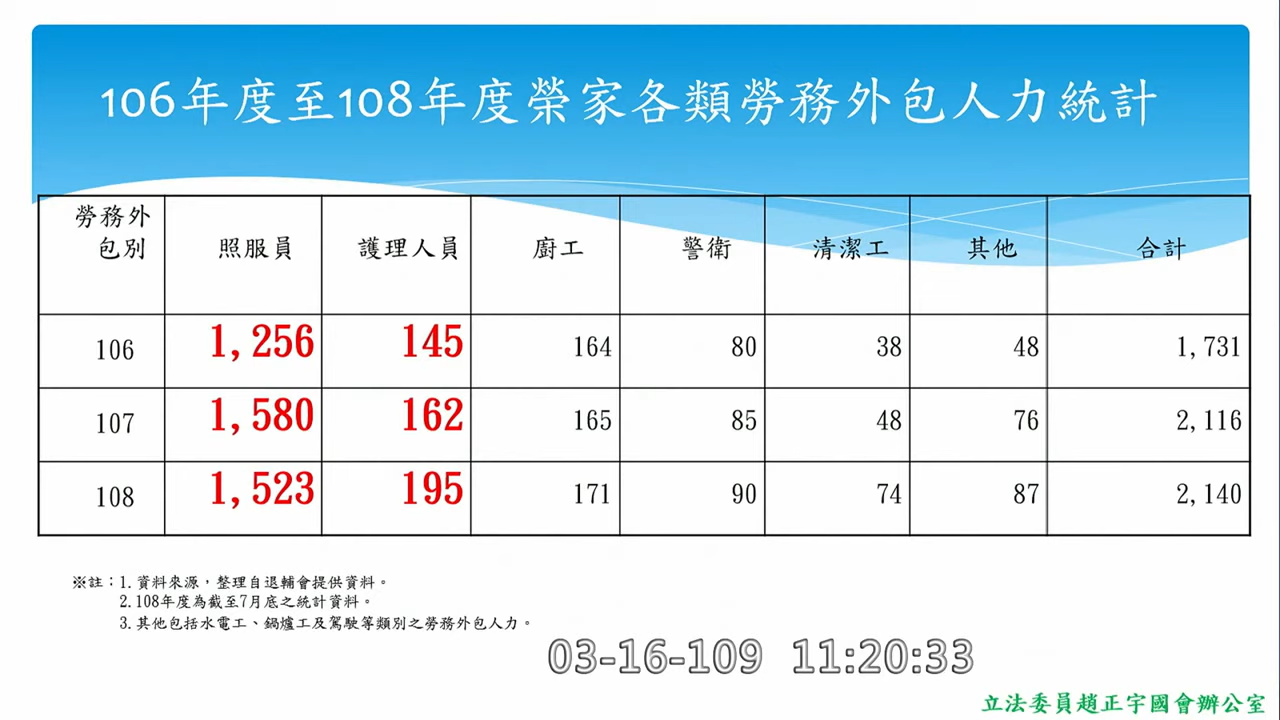 106年度至108年度榮家各類勞務外包人力統計
勞務外包別 照服員 護理人員 廚工 警衛 清潔工 其他 合計
106 1,256 145 164 80 38 48 1,731
107 1,580 162 165 85 48 76 2,116
108 1,523 195 171 90 74 87 2,140
※註：1.資料來源，整理自退輔會提供資料。
2.108年度為截至7月底之統計資料。
3.其他包括水電工、鍋爐工及駕駛等類別之勞務外包人力。
03-16-109 11:20:33
立法委員趙正宇國會辦公室